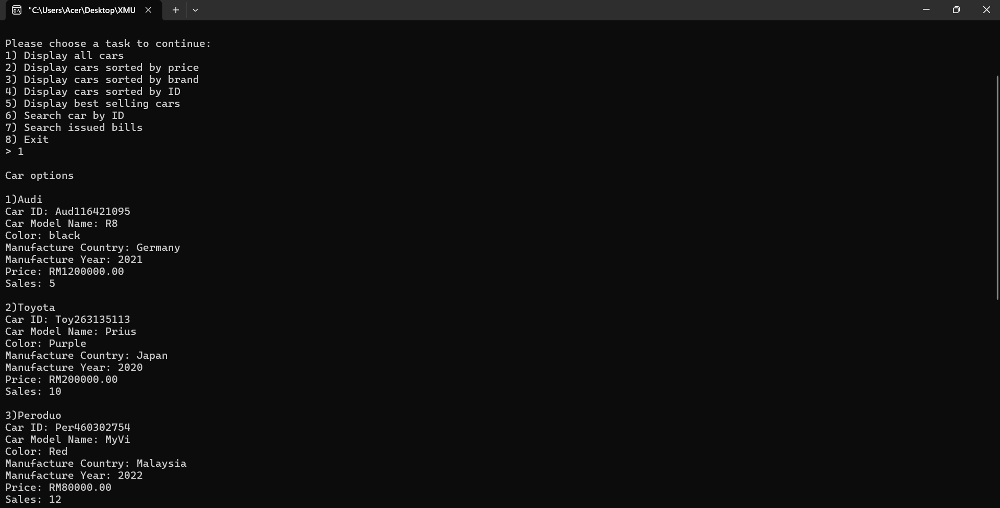 "C:\Users\Acer\Desktop\XMU
Please choose a task to continue:
1) Display all cars
2) Display cars sorted by price
3) Display cars sorted by brand
4) Display cars sorted by ID
5) Display best selling cars
6) Search car by ID
7) Search issued bills
8) Exit
> 1
Car options
1)Audi
Car ID: Aud116421095
Car Model Name: R8
Color: black
Manufacture Country: Germany
Manufacture Year: 2021
Price: RM1200000.00
Sales: 5
2)Toyota
Car ID: Toy263135113
Car Model Name: Prius
Color: Purple
Manufacture Country: Japan
Manufacture Year: 2020
Price: RM200000.00
Sales: 10
3)Peroduo
Car ID: Per460302754
Car Model Name: MyVi
Color: Red
Manufacture Country: Malaysia
Manufacture Year: 2022
Price: RM80000.00
Sales: 12